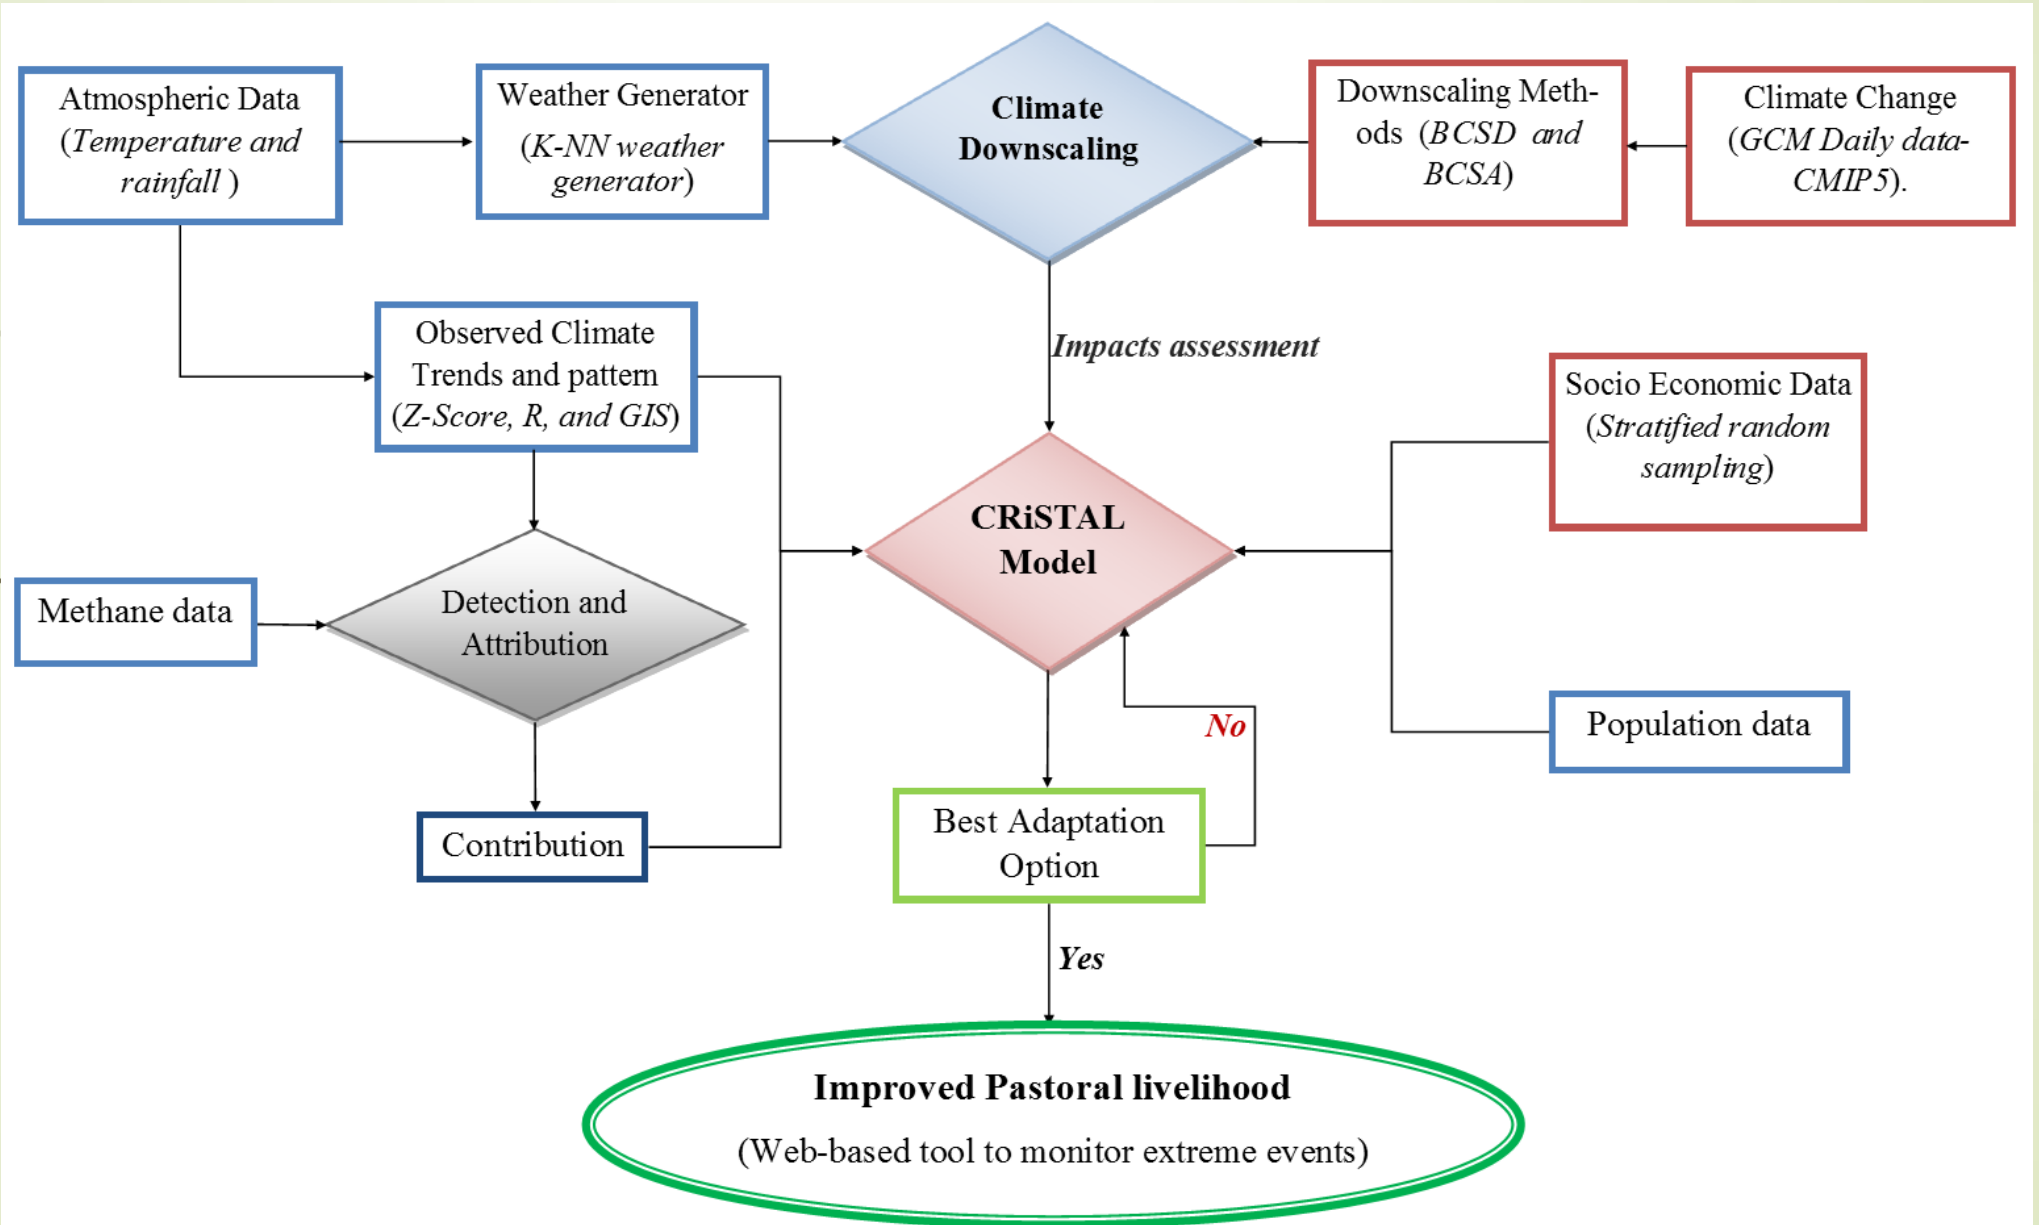 Atmospheric Data
(Temperature and
rainfall )
Weather Generator
(K-NN weather
generator)
Climate
Downscaling
Downscaling Meth-
ods (BCSD and
BCSA)
Climate Change
(GCM Daily data-
CMIP5).
Observed Climate
Trends and pattern
(Z-Score, R, and GIS)
Impacts assessment
Socio Economic Data
(Stratified random
sampling)
CRiSTAL
Model
Methane data
Detection and
Attribution
No
Population data
Contribution
Best Adaptation
Option
Yes
Improved Pastoral livelihood
(Web-based tool to monitor extreme events)